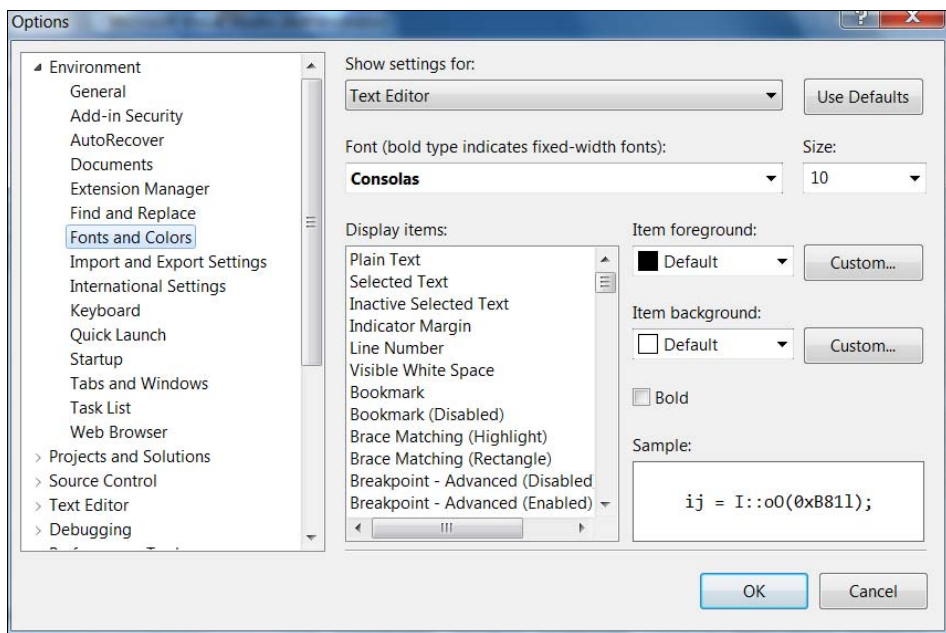 Options
Environment
General
Add-in Security
AutoRecover
Documents
Extension Manager
Find and Replace
Fonts and Colors
Import and Export Settings
International Settings
Keyboard
Quick Launch
Startup
Tabs and Windows
Task List
Web Browser
Projects and Solutions
Source Control
Text Editor
Debugging
Show settings for:
Text Editor
Use Defaults
Font (bold type indicates fixed-width fonts):
Size:
Consolas
10
Display items:
Plain Text
Selected Text
Inactive Selected Text
Indicator Margin
Line Number
Visible White Space
Bookmark
Bookmark (Disabled)
Brace Matching (Highlight)
Brace Matching (Rectangle)
Breakpoint - Advanced (Disabled
Breakpoint - Advanced (Enabled)
Item foreground:
Default
Custom...
Item background:
Default
Custom...
Bold
Sample:
ij = I::oO(0xB81l);
OK
Cancel